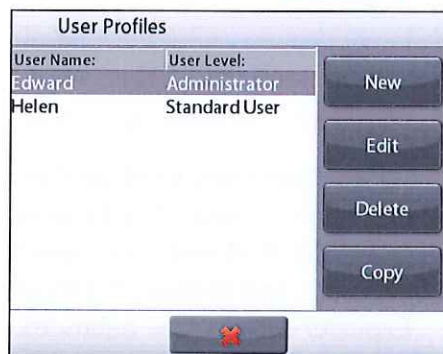 User Profiles
User Name: User Level:
Edward Administrator
Helen Standard User
New
Edit
Delete
Copy